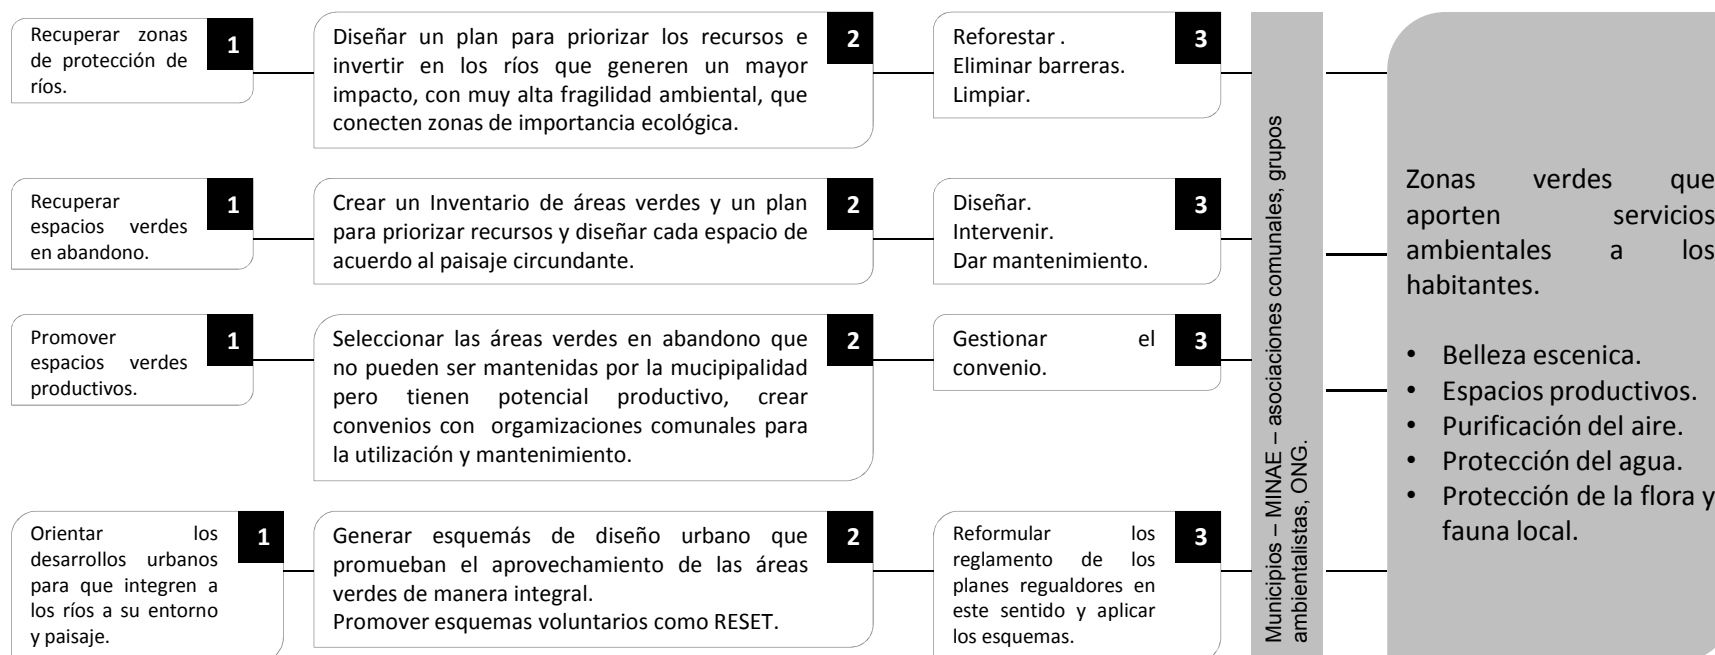 Recuperar zonas
de protección de
ríos.
1
Diseñar un plan para priorizar los recursos e
invertir en los ríos que generen un mayor
impacto, con muy alta fragilidad ambiental, que
conecten zonas de importancia ecológica.
2
Reforestar .
Eliminar barreras.
Limpiar.
3
Recuperar
espacios verdes
en abandono.
1
Crear un Inventario de áreas verdes y un plan
para priorizar recursos y diseñar cada espacio de
acuerdo al paisaje circundante.
2
Diseñar.
Intervenir.
Dar mantenimiento.
3
Promover
espacios verdes
productivos.
1
Seleccionar las áreas verdes en abandono que
no pueden ser mantenidas por la mucipipalidad
pero tienen potencial productivo, crear
convenios con orgamizaciones comunales para
la utilización y mantenimiento.
2
Gestionar el
convenio.
3
Orientar los
desarrollos urbanos
para que integren a
los ríos a su entorno
y paisaje.
1
Generar esquemás de diseño urbano que
promueban el aprovechamiento de las áreas
verdes de manera integral.
Promover esquemas voluntarios como RESET.
2
Reformular los
reglamento de los
planes regualdores en
este sentido y aplicar
los esquemas.
3
Municipios – MINAE – asociaciones comunales, grupos
ambientalistas, ONG.
Zonas verdes que
aporten servicios
ambientales a los
habitantes.
• Belleza escenica.
• Espacios productivos.
• Purificación del aire.
• Protección del agua.
• Protección de la flora y
fauna local.